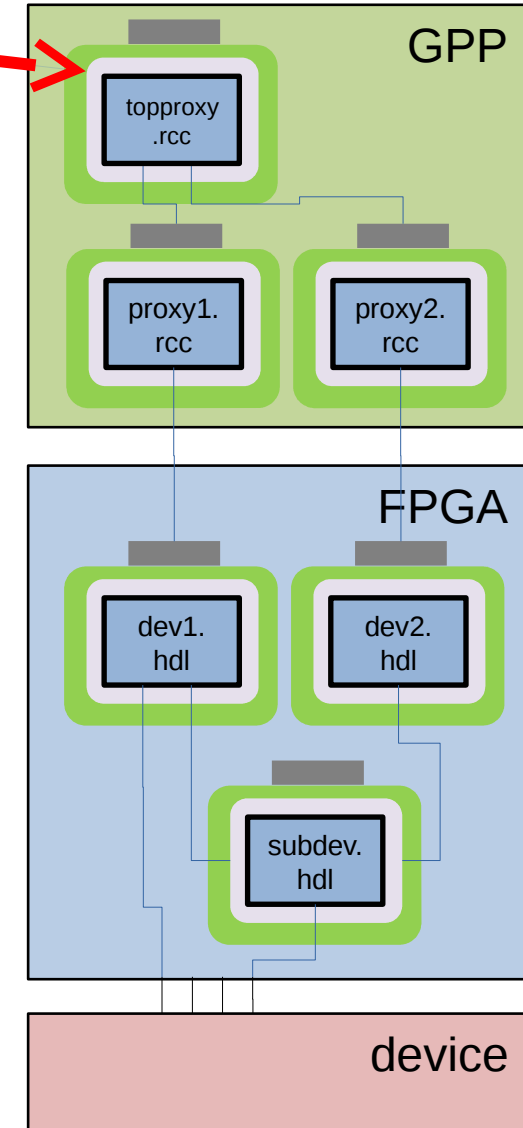 GPP
topproxy
.rcc
proxy1.
rcc
proxy2.
rcc
FPGA
dev1.
hdl
dev2.
hdl
subdev.
hdl
device